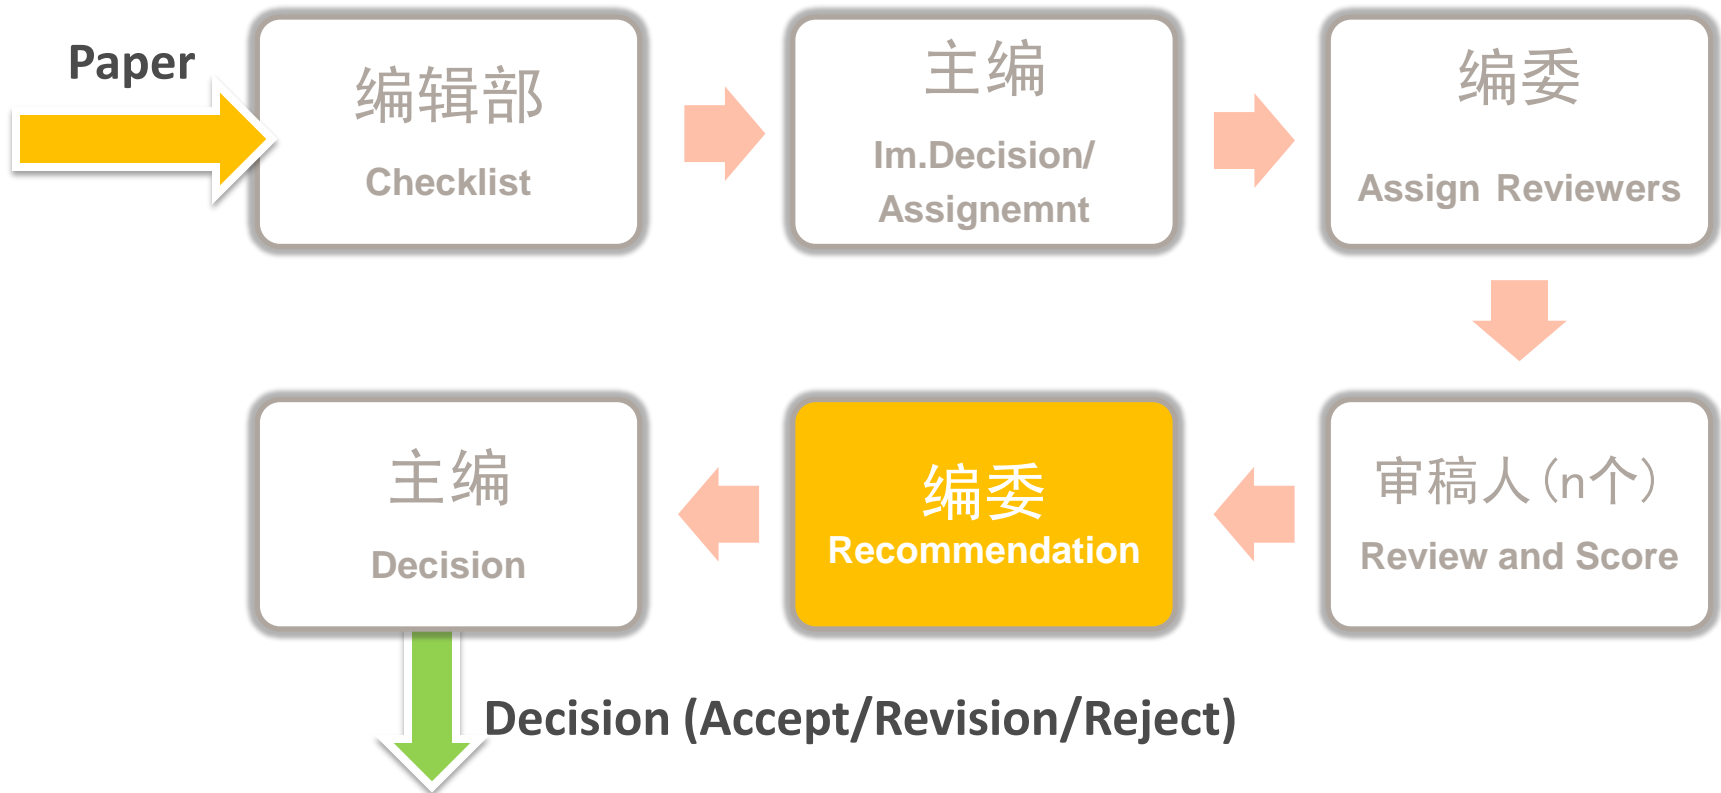 Paper
编辑部
Checklist
主编
Im.Decision/
Assignemnt
编委
Assign Reviewers
审稿人(n个)
Review and Score
编委
Recommendation
主编
Decision
Decision (Accept/Revision/Reject)